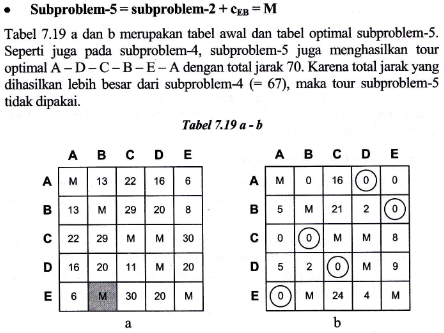 • Subproblem-5 = subproblem-2 + cEB = M
Tabel 7.19 a dan b merupakan tabel awal dan tabel optimal subproblem-5.
Seperti juga pada subproblem-4, subproblem-5 juga menghasilkan tour
optimal A – D – C – B – E – A dengan total jarak 70. Karena total jarak yang
dihasilkan lebih besar dari subproblem-4 (= 67), maka tour subproblem-5
tidak dipakai.
Tabel 7.19 a - b
A B C D E
A M 13 22 16 6
B 13 M 29 20 8
C 22 29 M M 30
D 16 20 11 M 20
E 6 M 30 20 M
a
A B C D E
A M 0 16 0 0
B 5 M 21 2 0
C 0 0 M M 8
D 5 2 0 M 9
E 0 M 24 4 M
b